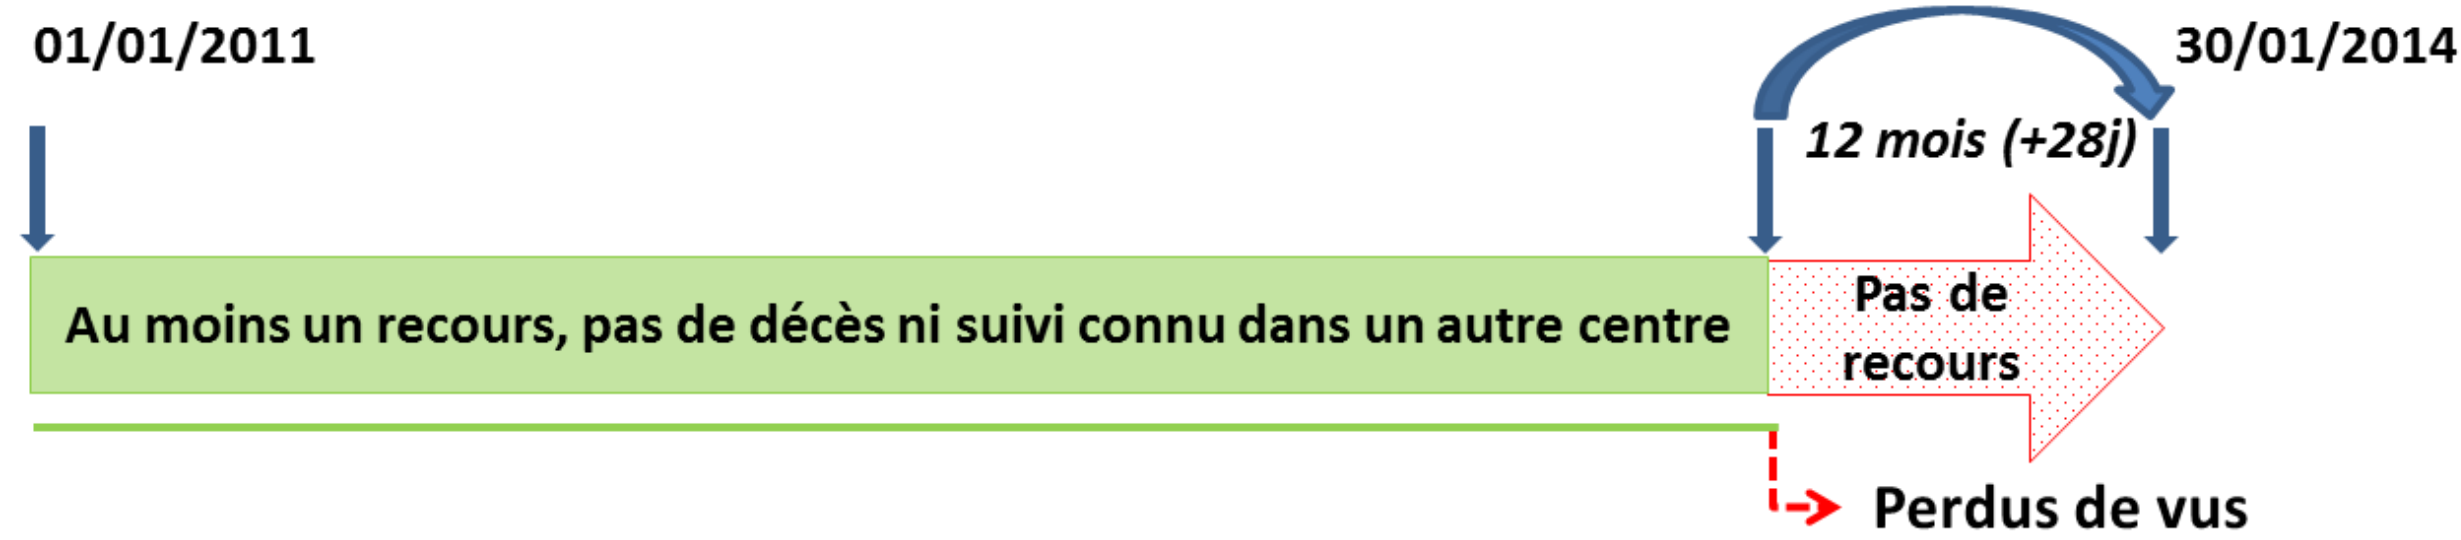 01/01/2011
30/01/2014
12 mois (+28j)
Au moins un recours, pas de décès ni suivi connu dans un autre centre
Pas de
recours
Perdus de vus